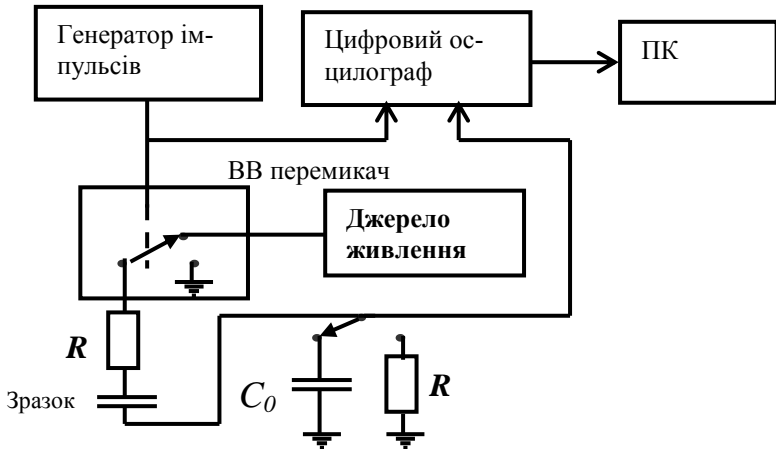 Генератор ім-
пульсів
Цифровий ос-
цилограф
ПК
ВВ перемикач
Джерело
живлення
R
Зразок
C0
R